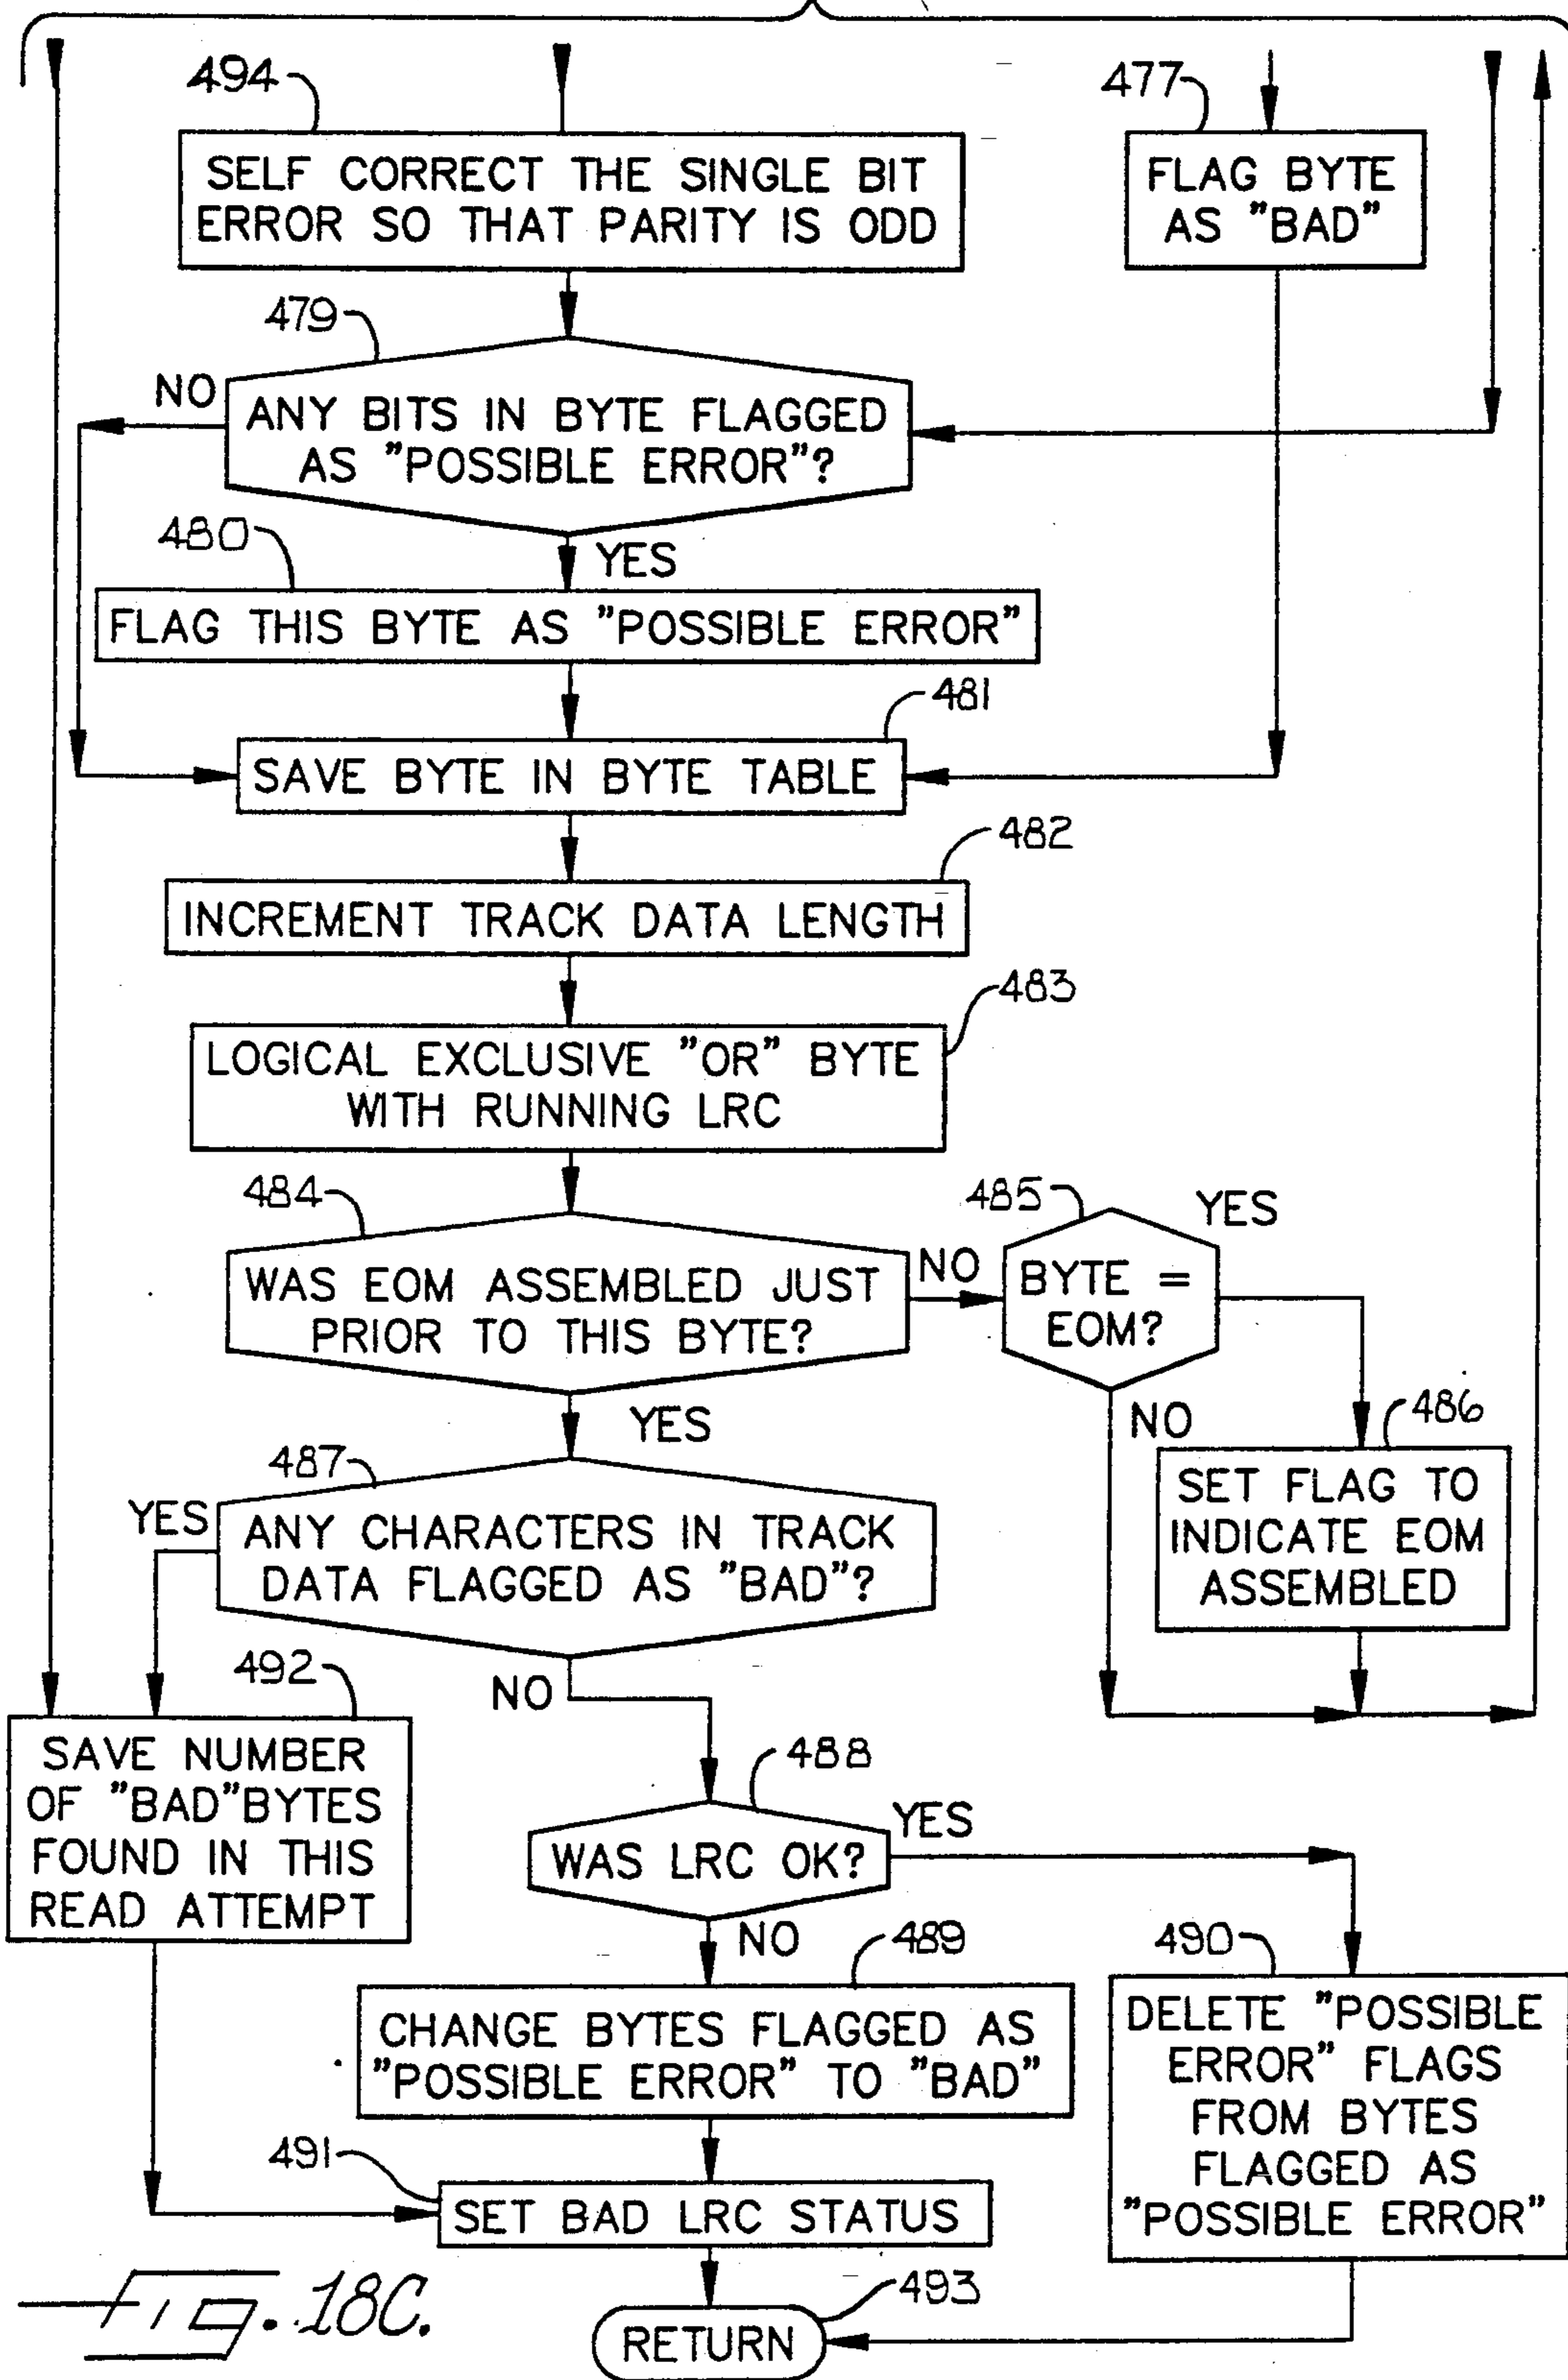 494
477
SELF CORRECT THE SINGLE BIT
ERROR SO THAT PARITY IS ODD
FLAG BYTE
AS "BAD"
479
NO
ANY BITS IN BYTE FLAGGED
AS "POSSIBLE ERROR"?
480
YES
FLAG THIS BYTE AS "POSSIBLE ERROR"
481
SAVE BYTE IN BYTE TABLE
482
INCREMENT TRACK DATA LENGTH
483
LOGICAL EXCLUSIVE "OR" BYTE
WITH RUNNING LRC
484
485
YES
WAS EOM ASSEMBLED JUST
PRIOR TO THIS BYTE?
NO
BYTE =
EOM?
YES
NO
486
487
YES
ANY CHARACTERS IN TRACK
DATA FLAGGED AS "BAD"?
SET FLAG TO
INDICATE EOM
ASSEMBLED
492
NO
SAVE NUMBER
OF "BAD"BYTES
FOUND IN THIS
READ ATTEMPT
488
WAS LRC OK?
YES
NO
489
490
CHANGE BYTES FLAGGED AS
"POSSIBLE ERROR" TO "BAD"
DELETE "POSSIBLE
ERROR" FLAGS
FROM BYTES
FLAGGED AS
"POSSIBLE ERROR"
491
SET BAD LRC STATUS
493
RETURN
Fig. 18C.